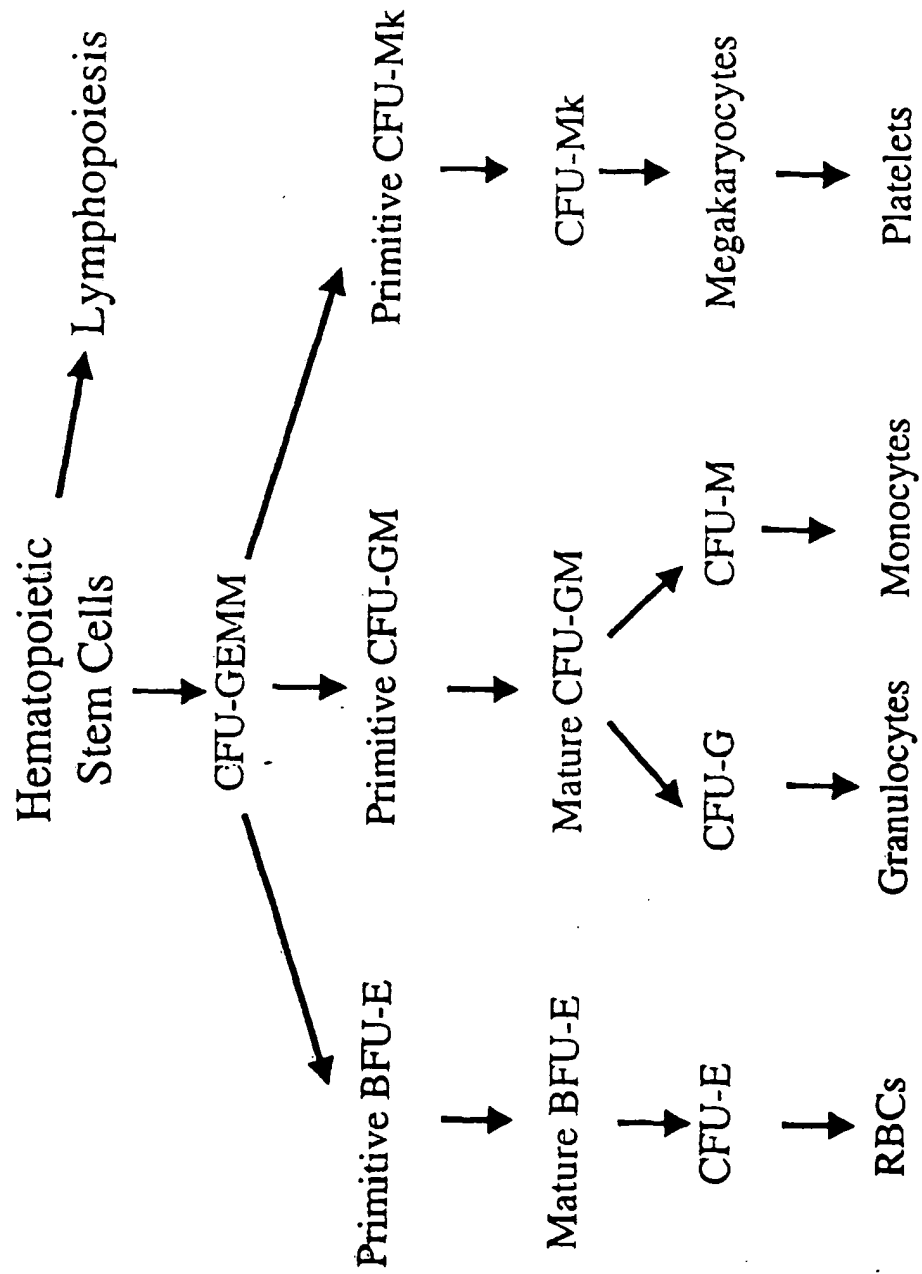 Hematopoietic
Stem Cells
Lymphopoiesis
CFU-GEMM
Primitive BFU-E
Primitive CFU-GM
Primitive CFU-Mk
Mature BFU-E
Mature CFU-GM
CFU-Mk
CFU-E
CFU-G
CFU-M
Megakaryocytes
RBCs
Granulocytes
Monocytes
Platelets